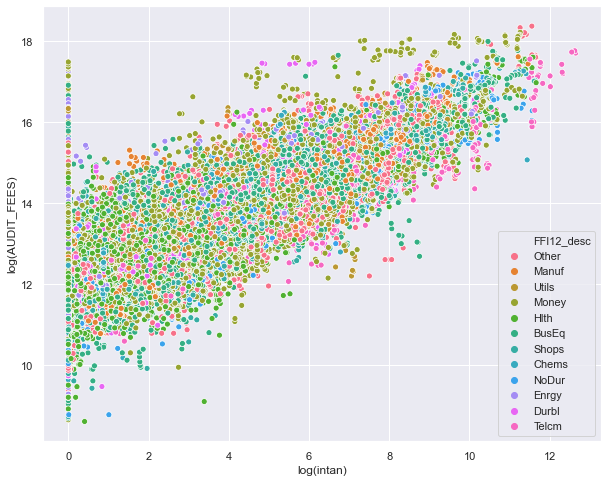 18
16
14
12
10
log(AUDIT_FEES)
0
2
4
6
8
10
12
log(intan)
FFI12_desc
Other
Manuf
Utils
Money
Hlth
BusEq
Shops
Chems
NoDur
Enrgy
Durbl
Telcm